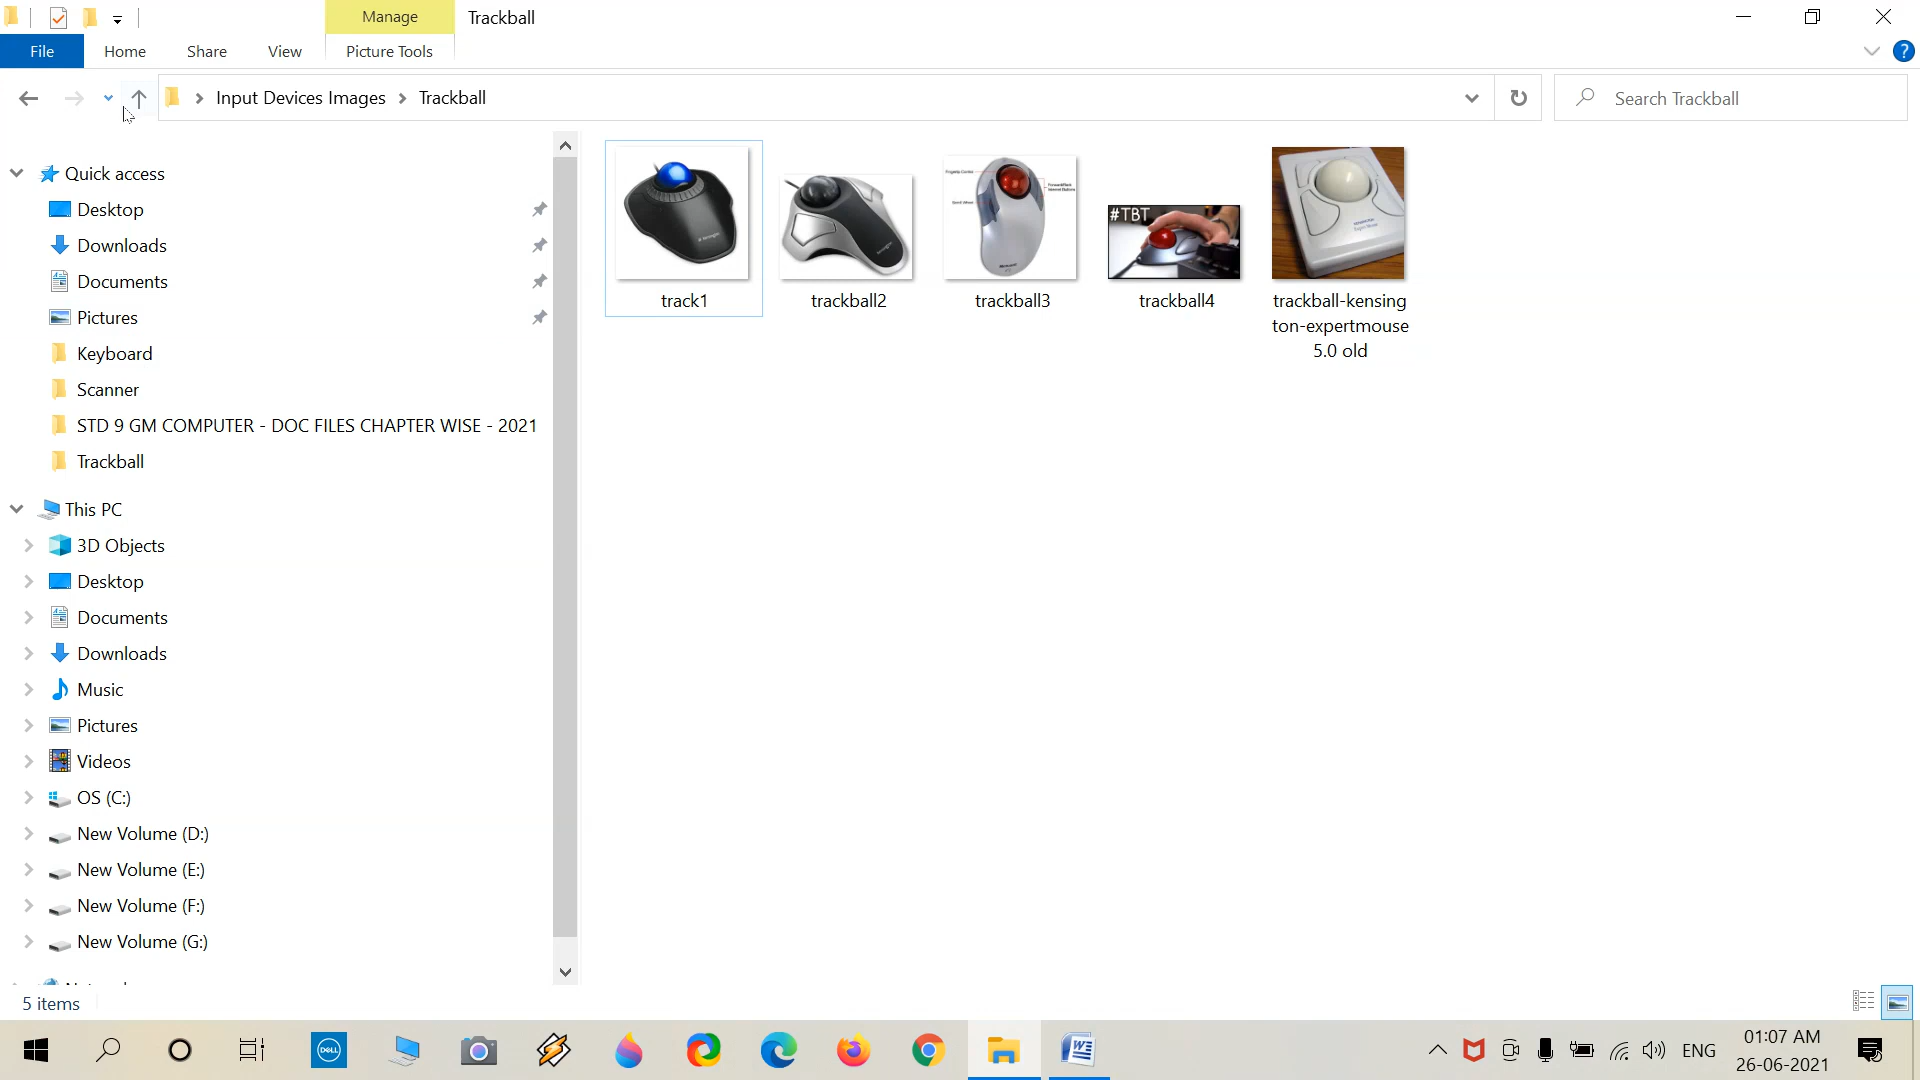 Manage
Trackball
File
Home
Share
View
Picture Tools
Input Devices Images
Trackball
Search Trackball
Quick access
Desktop
Downloads
Documents
Pictures
Keyboard
Scanner
STD 9 GM COMPUTER - DOC FILES CHAPTER WISE - 2021
Trackball
This PC
3D Objects
Desktop
Documents
Downloads
Music
Pictures
Videos
OS (C:)
New Volume (D:)
New Volume (E:)
New Volume (F:)
New Volume (G:)
#TBT
track1
trackball2
trackball3
trackball4
trackball-kensing
ton-expertmouse
5.0 old
5 items
DELL
ENG
01:07 AM
26-06-2021